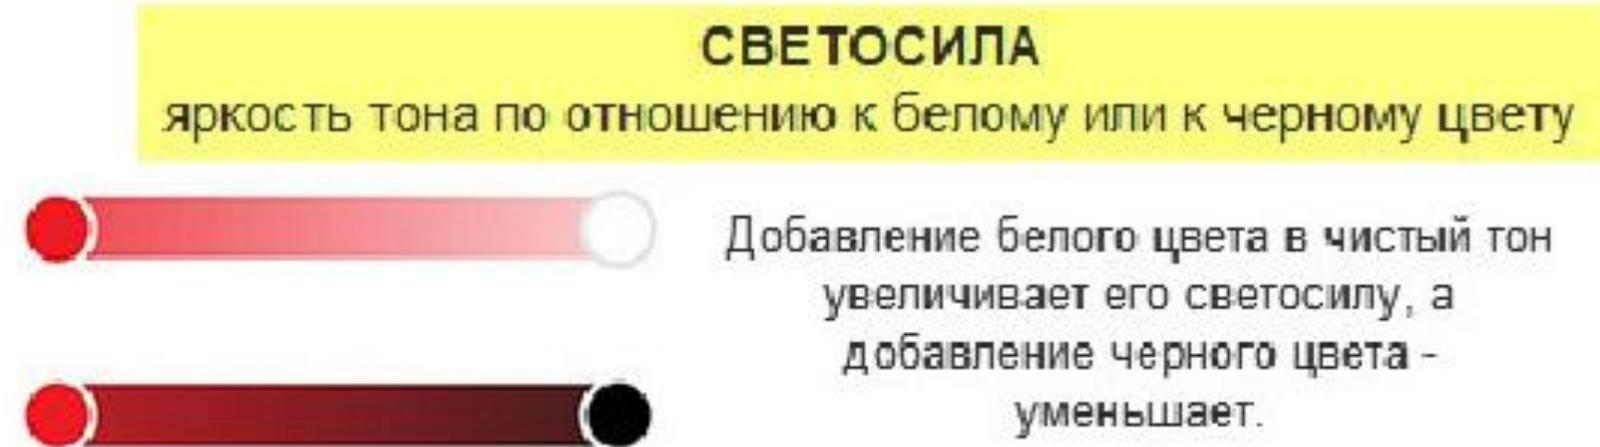 СВЕТОСИЛА
яркость тона по отношению к белому или к черному цвету
Добавление белого цвета в чистый тон
увеличивает его светосилу, а
добавление черного цвета -
уменьшает.